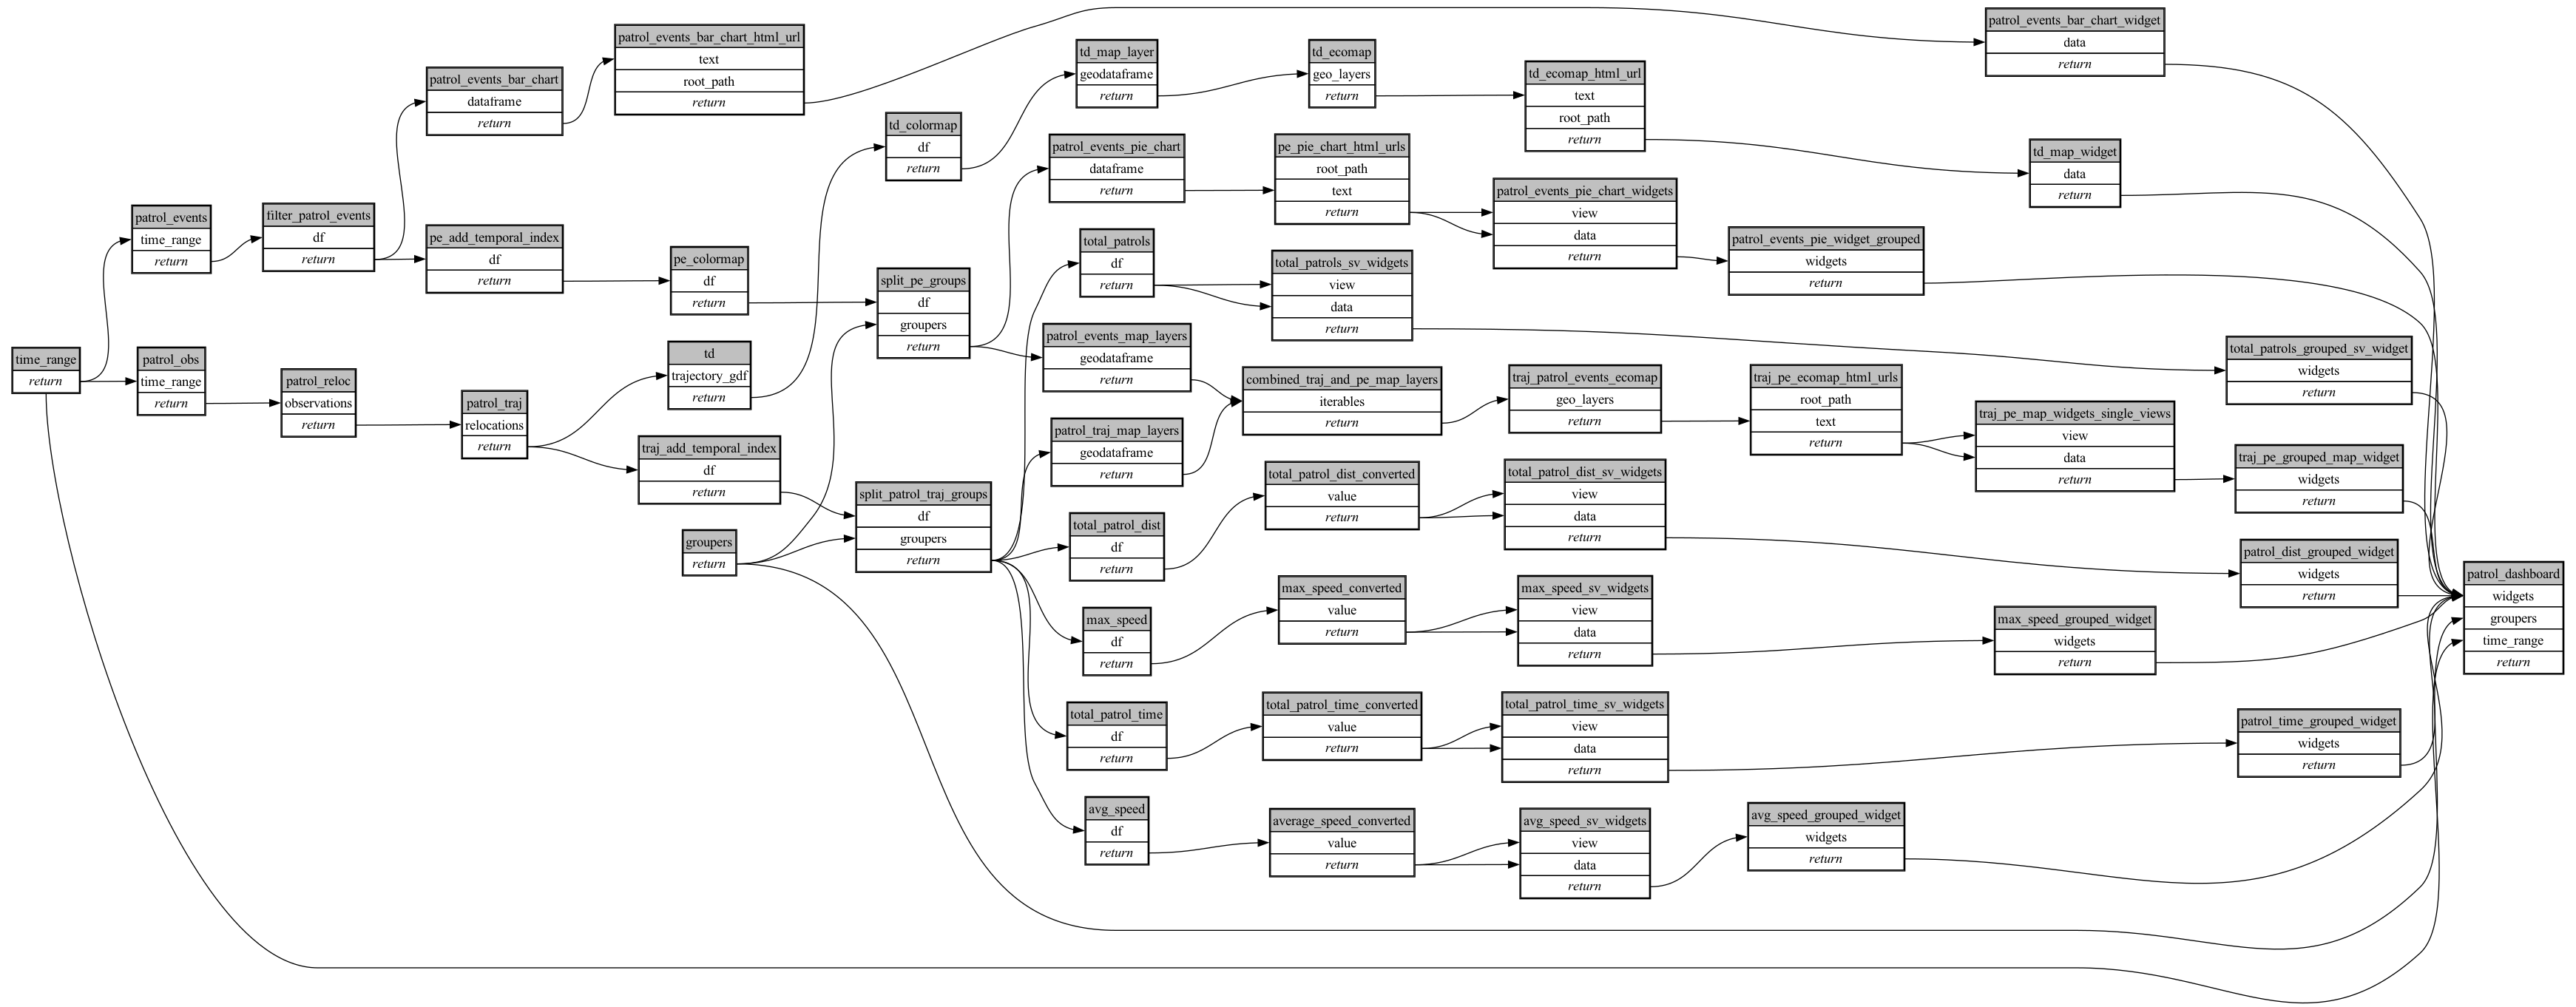 time_range
return
patrol_events
time_range
return
patrol_obs
time_range
return
filter_patrol_events
df
return
patrol_reloc
observations
return
patrol_events_bar_chart
dataframe
return
pe_add_temporal_index
df
return
patrol_traj
relocations
return
patrol_events_bar_chart_html_url
text
root_path
return
pe_colormap
df
return
td
trajectory_gdf
return
traj_add_temporal_index
df
return
groupers
return
td_colormap
df
return
split_pe_groups
df
groupers
return
split_patrol_traj_groups
df
groupers
return
td_map_layer
geodataframe
return
patrol_events_pie_chart
dataframe
return
total_patrols
df
return
patrol_events_map_layers
geodataframe
return
patrol_traj_map_layers
geodataframe
return
total_patrol_dist
df
return
max_speed
df
return
total_patrol_time
df
return
avg_speed
df
return
td_ecomap
geo_layers
return
pe_pie_chart_html_urls
root_path
text
return
total_patrols_sv_widgets
view
data
return
combined_traj_and_pe_map_layers
iterables
return
total_patrol_dist_converted
value
return
max_speed_converted
value
return
total_patrol_time_converted
value
return
average_speed_converted
value
return
td_ecomap_html_url
text
root_path
return
patrol_events_pie_chart_widgets
view
data
return
traj_patrol_events_ecomap
geo_layers
return
total_patrol_dist_sv_widgets
view
data
return
max_speed_sv_widgets
view
data
return
total_patrol_time_sv_widgets
view
data
return
avg_speed_sv_widgets
view
data
return
patrol_events_pie_widget_grouped
widgets
return
traj_pe_ecomap_html_urls
root_path
text
return
avg_speed_grouped_widget
widgets
return
patrol_events_bar_chart_widget
data
return
td_map_widget
data
return
traj_pe_map_widgets_single_views
view
data
return
max_speed_grouped_widget
widgets
return
total_patrols_grouped_sv_widget
widgets
return
traj_pe_grouped_map_widget
widgets
return
patrol_dist_grouped_widget
widgets
return
patrol_time_grouped_widget
widgets
return
patrol_dashboard
widgets
groupers
time_range
return